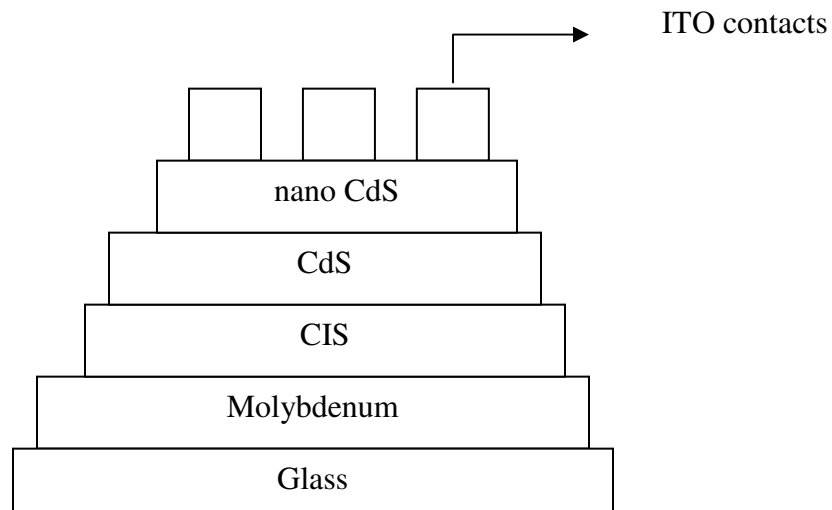 ITO contacts
nano CdS
CdS
CIS
Molybdenum
Glass